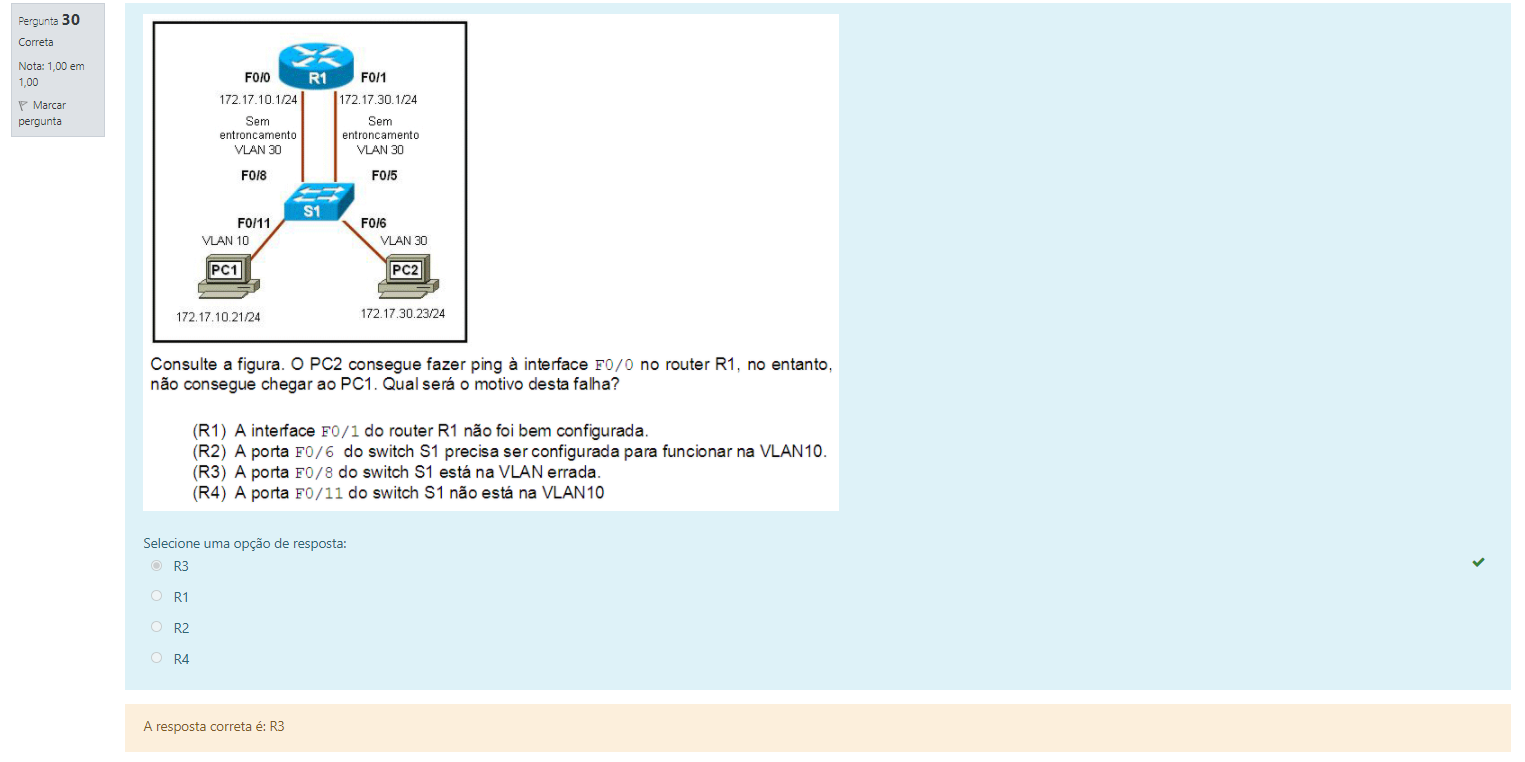 Pergunta 30
Correta
Nota: 1,00 em
1,00
Marcar
pergunta
R1
F0/0
F0/1
172.17.10.1/24
172.17.30.1/24
Sem
entroncamento
VLAN 30
Sem
entroncamento
VLAN 30
F0/8
F0/5
S1
F0/11
F0/6
VLAN 10
VLAN 30
PC1
PC2
172.17.10.21/24
172.17.30.23/24
Consulte a figura. O PC2 consegue fazer ping à interface F0/0 no router R1, no entanto,
não consegue chegar ao PC1. Qual será o motivo desta falha?
(R1) A interface F0/1 do router R1 não foi bem configurada.
(R2) A porta F0/6 do switch S1 precisa ser configurada para funcionar na VLAN10.
(R3) A porta F0/8 do switch S1 está na VLAN errada.
(R4) A porta F0/11 do switch S1 não está na VLAN10
Selecione uma opção de resposta:
R3
R1
R2
R4
A resposta correta é: R3